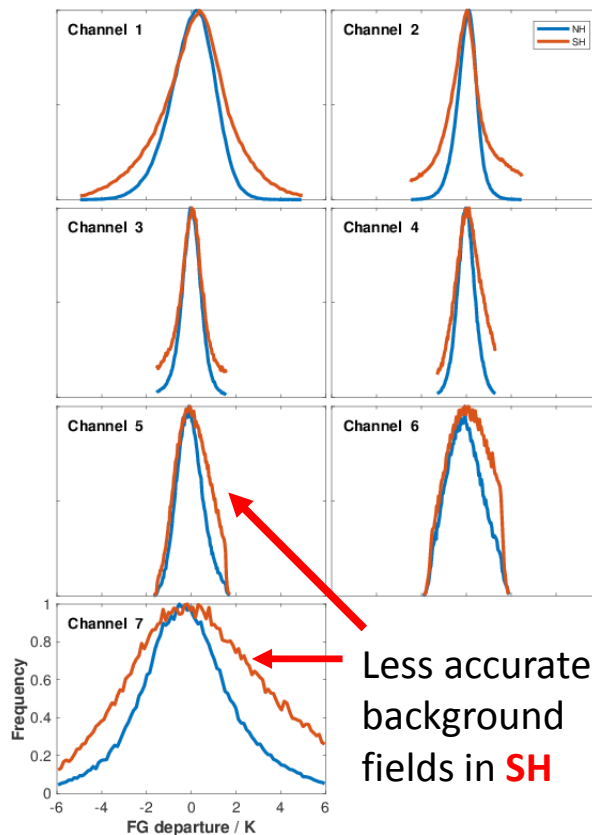 Channel 1
Channel 2
NH
SH
Channel 3
Channel 4
Channel 5
Channel 6
Channel 7
1
0.8
0.6
0.4
0.2
0
Frequency
-6 -4 -2 0 2 4 6
FG departure / K
Less accurate
background
fields in SH